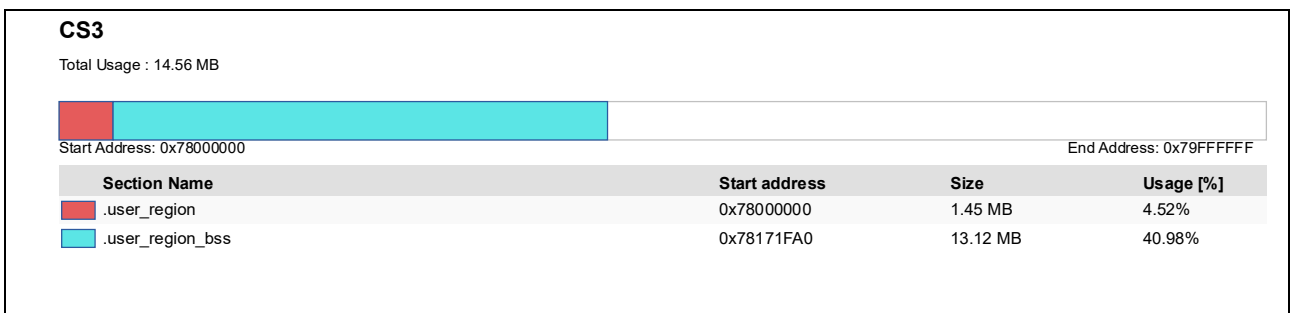 CS3
Total Usage : 14.56 MB
Start Address: 0x78000000 End Address: 0x79FFFFFF
Section Name Start address Size Usage [%]
.user_region 0x78000000 1.45 MB 4.52%
.user_region_bss 0x78171FA0 13.12 MB 40.98%